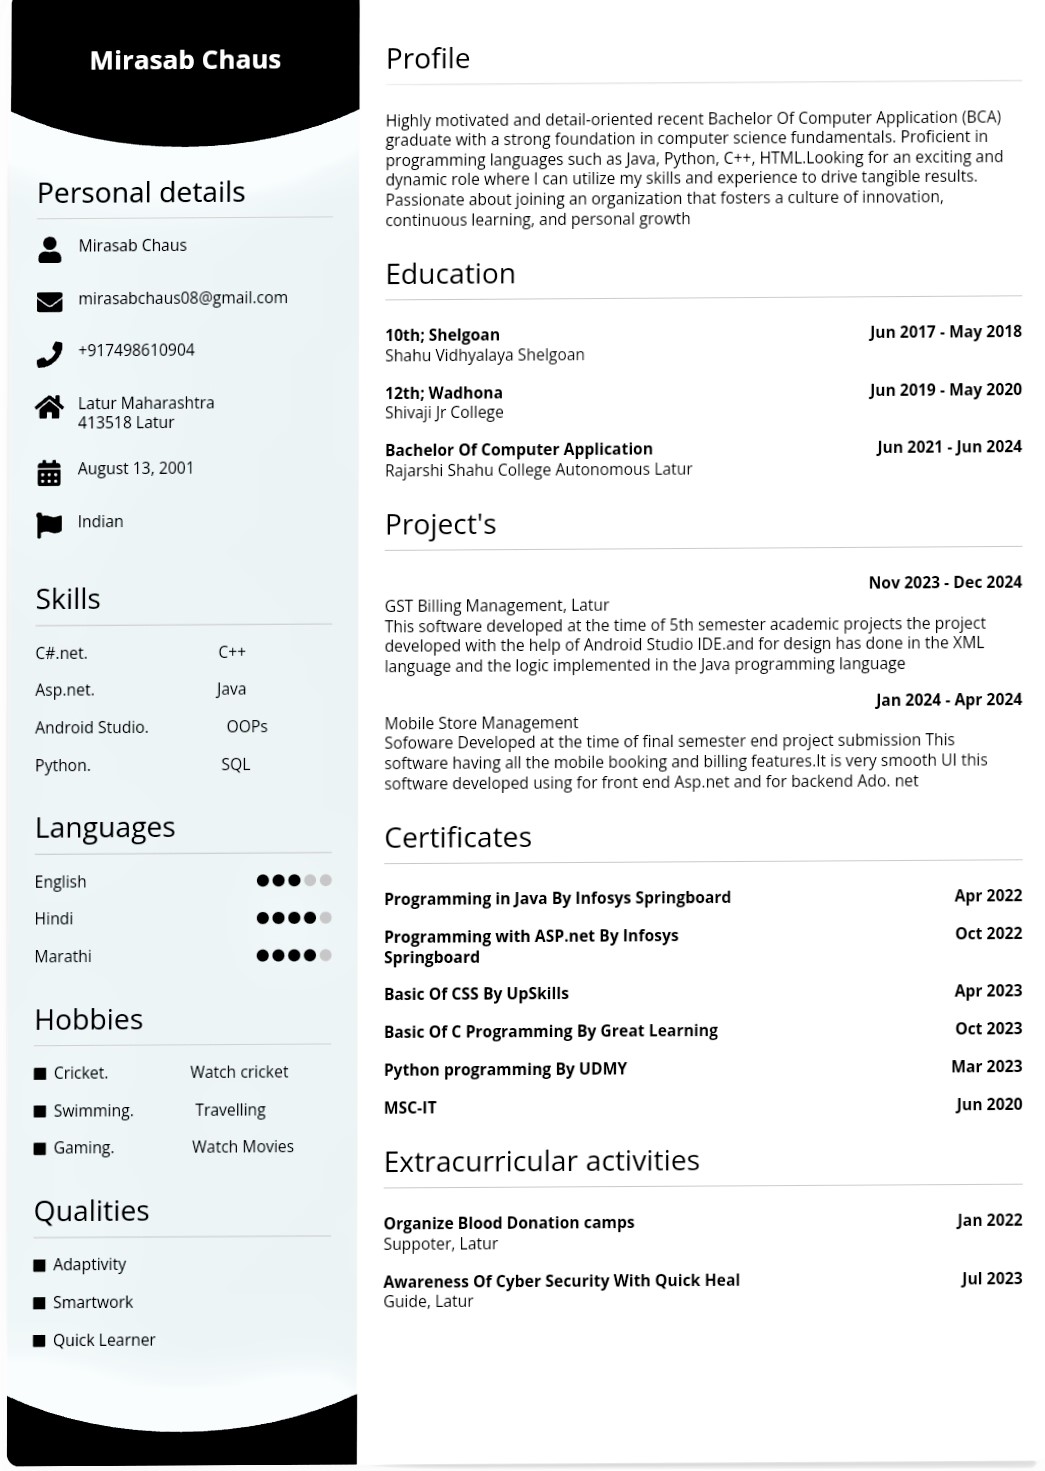 Mirasab Chaus
Personal details
Mirasab Chaus
mirasabchaus08@gmail.com
+917498610904
Latur Maharashtra
413518 Latur
August 13, 2001
Indian
Skills
C#.net. C++
Asp.net. Java
Android Studio. OOPs
Python. SQL
Languages
English
Hindi
Marathi
Hobbies
Cricket. Watch cricket
Swimming. Travelling
Gaming. Watch Movies
Qualities
Adaptivity
Smartwork
Quick Learner
Profile
Highly motivated and detail-oriented recent Bachelor Of Computer Application (BCA)
graduate with a strong foundation in computer science fundamentals. Proficient in
programming languages such as Java, Python, C++, HTML.Looking for an exciting and
dynamic role where I can utilize my skills and experience to drive tangible results.
Passionate about joining an organization that fosters a culture of innovation,
continuous learning, and personal growth
Education
10th; Shelgoan Jun 2017 - May 2018
Shahu Vidhyalaya Shelgoan
12th; Wadhona Jun 2019 - May 2020
Shivaji Jr College
Bachelor Of Computer Application Jun 2021 - Jun 2024
Rajarshi Shahu College Autonomous Latur
Project's
Nov 2023 - Dec 2024
GST Billing Management, Latur
This software developed at the time of 5th semester academic projects the project
developed with the help of Android Studio IDE.and for design has done in the XML
language and the logic implemented in the Java programming language
Jan 2024 - Apr 2024
Mobile Store Management
Sofoware Developed at the time of final semester end project submission This
software having all the mobile booking and billing features.It is very smooth UI this
software developed using for front end Asp.net and for backend Ado. net
Certificates
Programming in Java By Infosys Springboard Apr 2022
Programming with ASP.net By Infosys Oct 2022
Springboard
Basic Of CSS By UpSkills Apr 2023
Basic Of C Programming By Great Learning Oct 2023
Python programming By UDMY Mar 2023
MSC-IT Jun 2020
Extracurricular activities
Organize Blood Donation camps Jan 2022
Suppoter, Latur
Awareness Of Cyber Security With Quick Heal Jul 2023
Guide, Latur